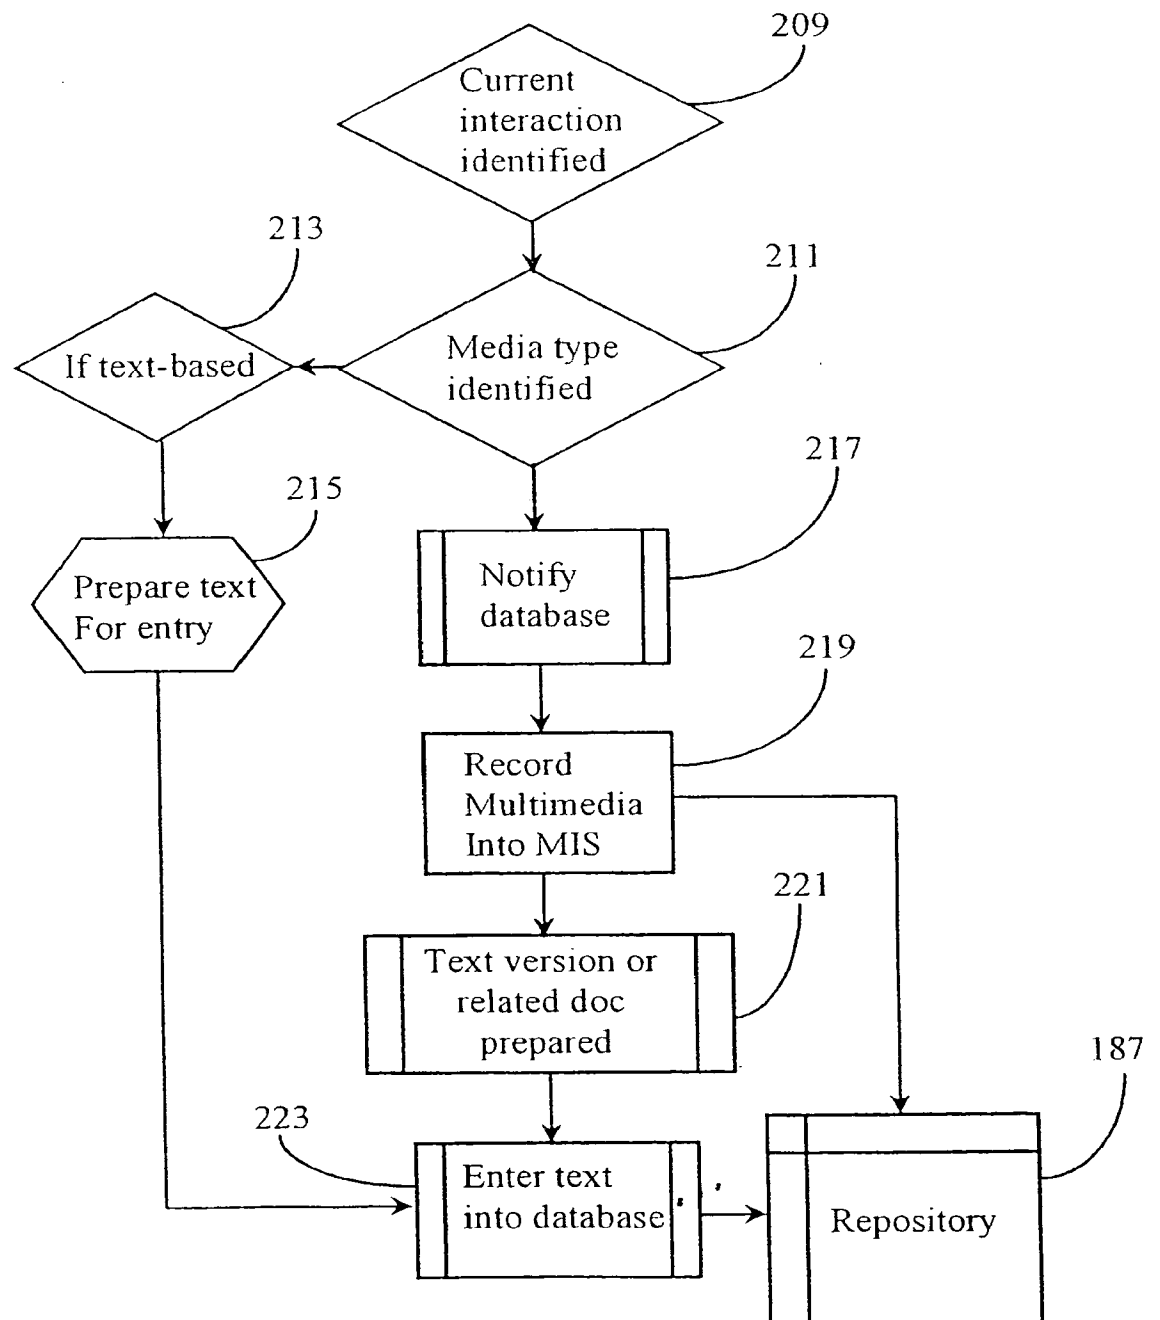 209
Current
interaction
identified
213
211
If text-based
Media type
identified
217
215
Prepare text
For entry
Notify
database
219
Record
Multimedia
Into MIS
221
Text version or
related doc
prepared
187
223
Enter text
into database
Repository